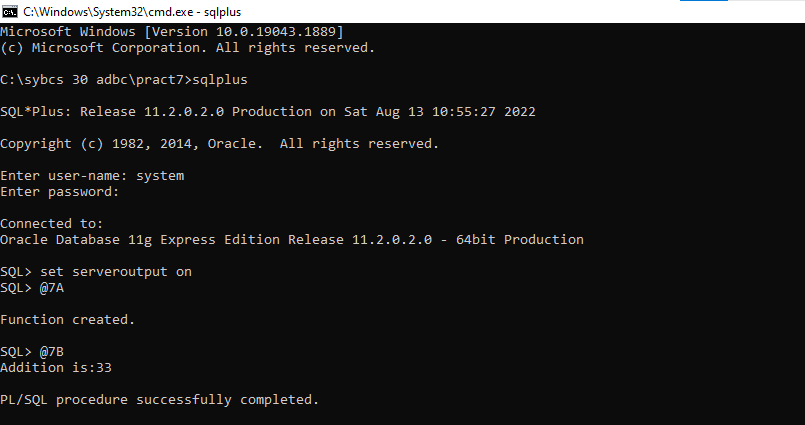 C:\Windows\System32\cmd.exe - sqlplus
Microsoft Windows [Version 10.0.19043.1889]
(c) Microsoft Corporation. All rights reserved.
C:\sybcs 30 adbc\pract7>sqlplus
SQL*Plus: Release 11.2.0.2.0 Production on Sat Aug 13 10:55:27 2022
Copyright (c) 1982, 2014, Oracle.  All rights reserved.
Enter user-name: system
Enter password:
Connected to:
Oracle Database 11g Express Edition Release 11.2.0.2.0 - 64bit Production
SQL> set serveroutput on
SQL> @7A
Function created.
SQL> @7B
Addition is:33
PL/SQL procedure successfully completed.